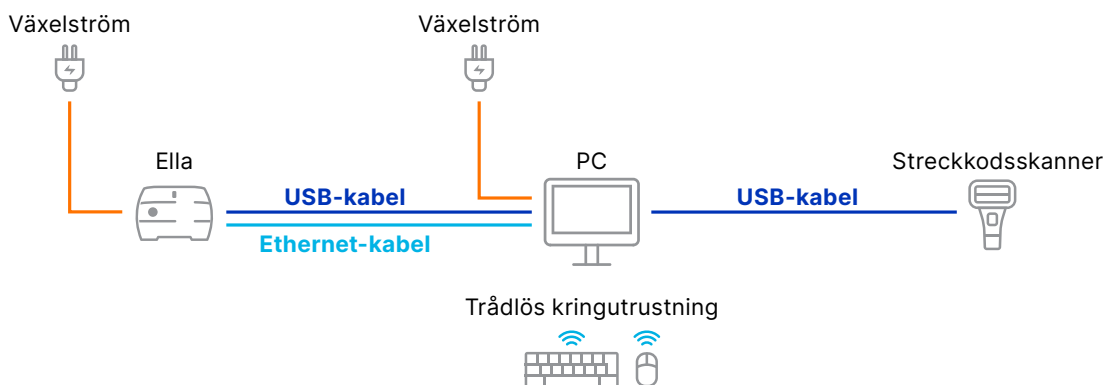 Växelström
Växelström
Ella
PC
Streckkodsskanner
USB-kabel
USB-kabel
Ethernet-kabel
Trådlös kringutrustning